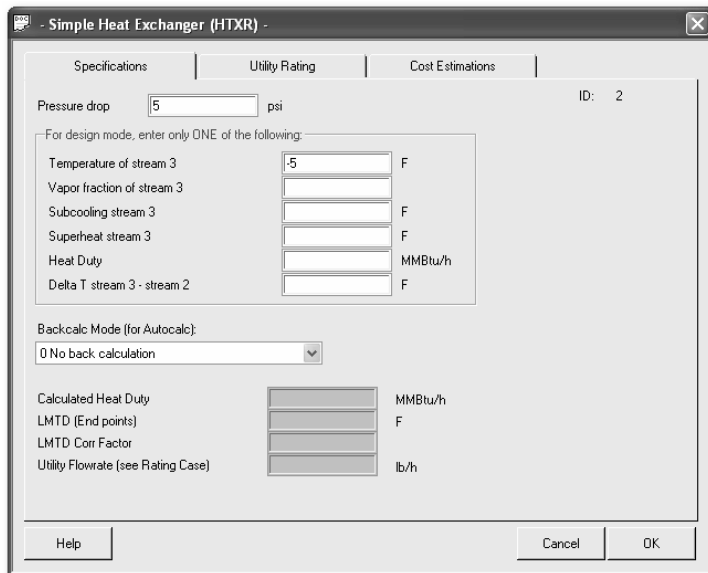 - Simple Heat Exchanger (HTXR) -
Specifications
Utility Rating
Cost Estimations
ID: 2
Pressure drop 5 psi
For design mode, enter only ONE of the following:
Temperature of stream 3 -5 F
Vapor fraction of stream 3
Subcooling stream 3 F
Superheat stream 3 F
Heat Duty MMBtu/h
Delta T stream 3 - stream 2 F
Backcalc Mode (for Autocalc):
0 No back calculation
Calculated Heat Duty MMBtu/h
LMTD (End points) F
LMTD Corr Factor
Utility Flowrate (see Rating Case) lb/h
Help
Cancel
OK